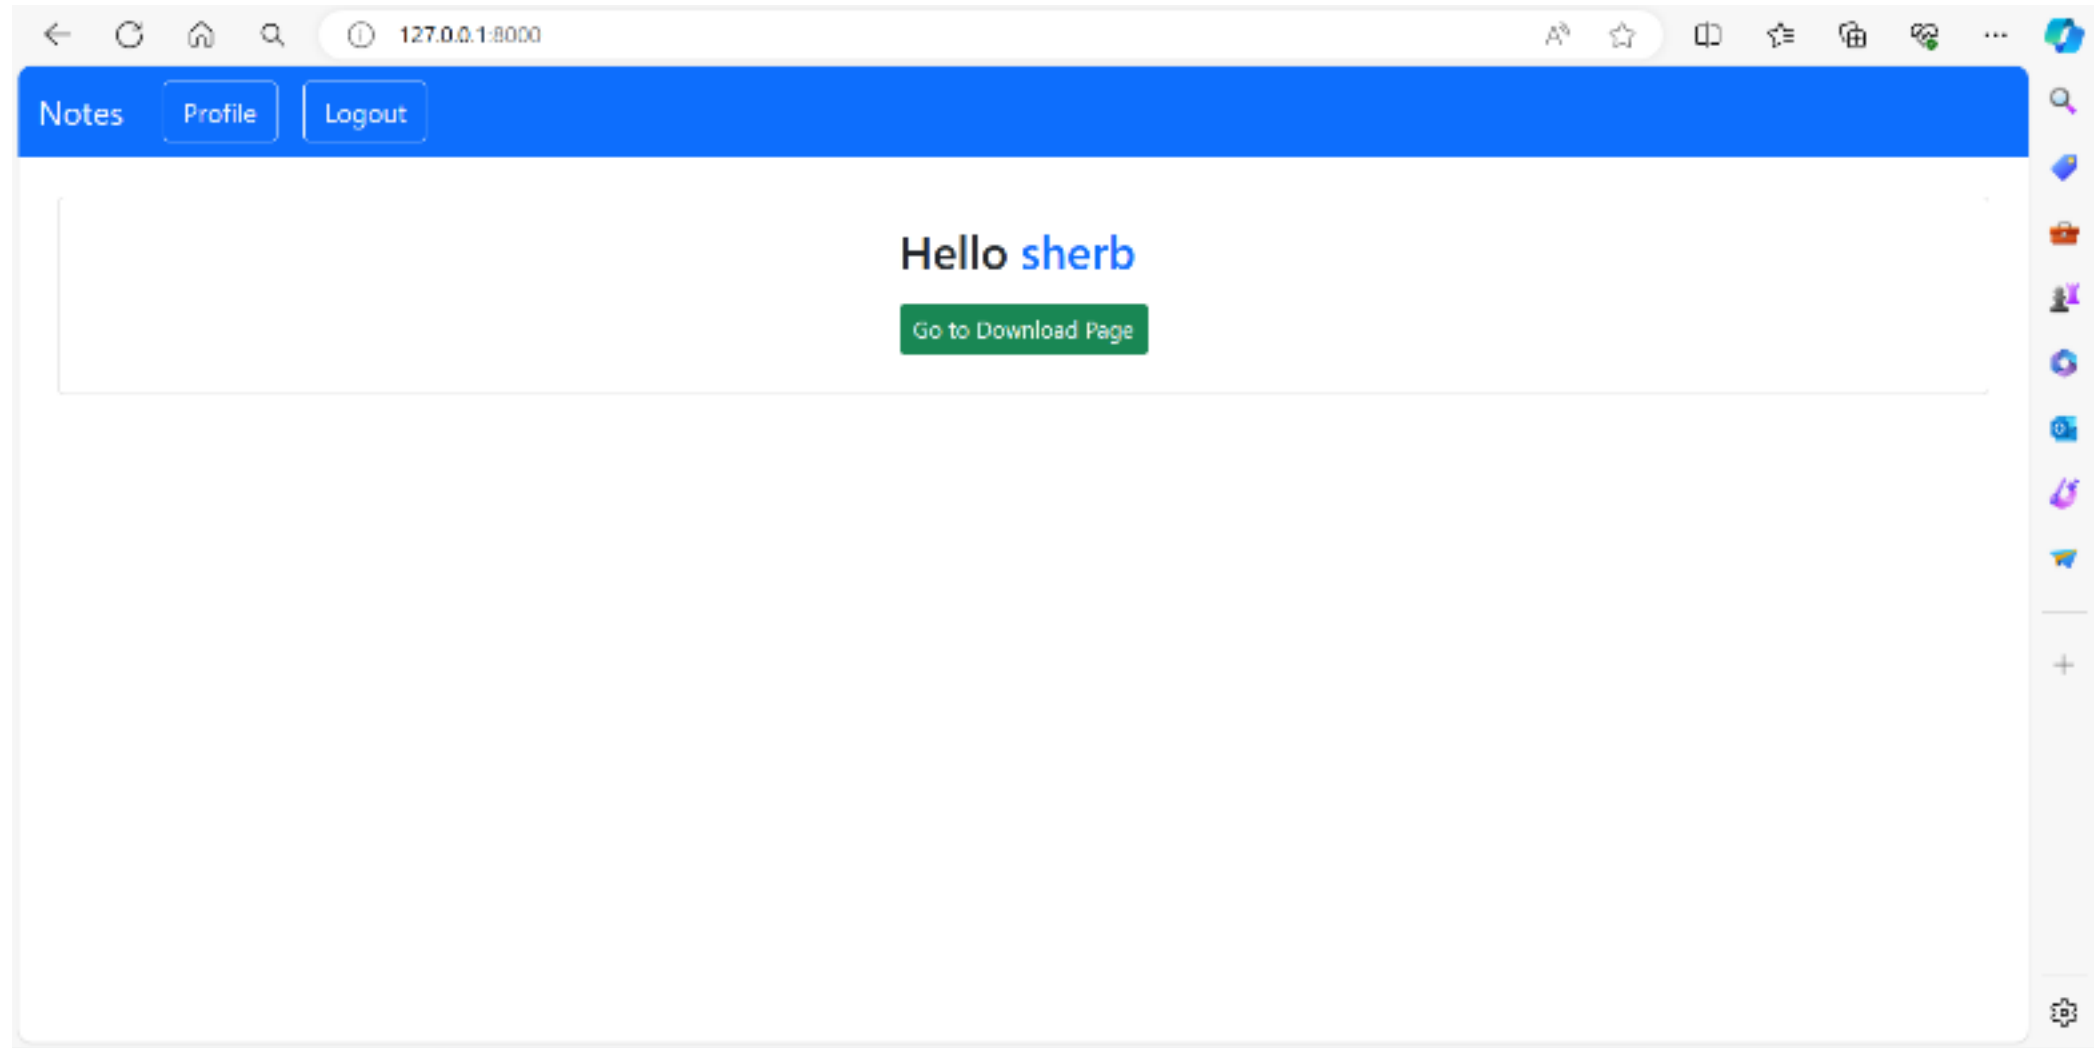 127.0.0.1:8000
Notes Profile Logout
Hello sherb
Go to Download Page